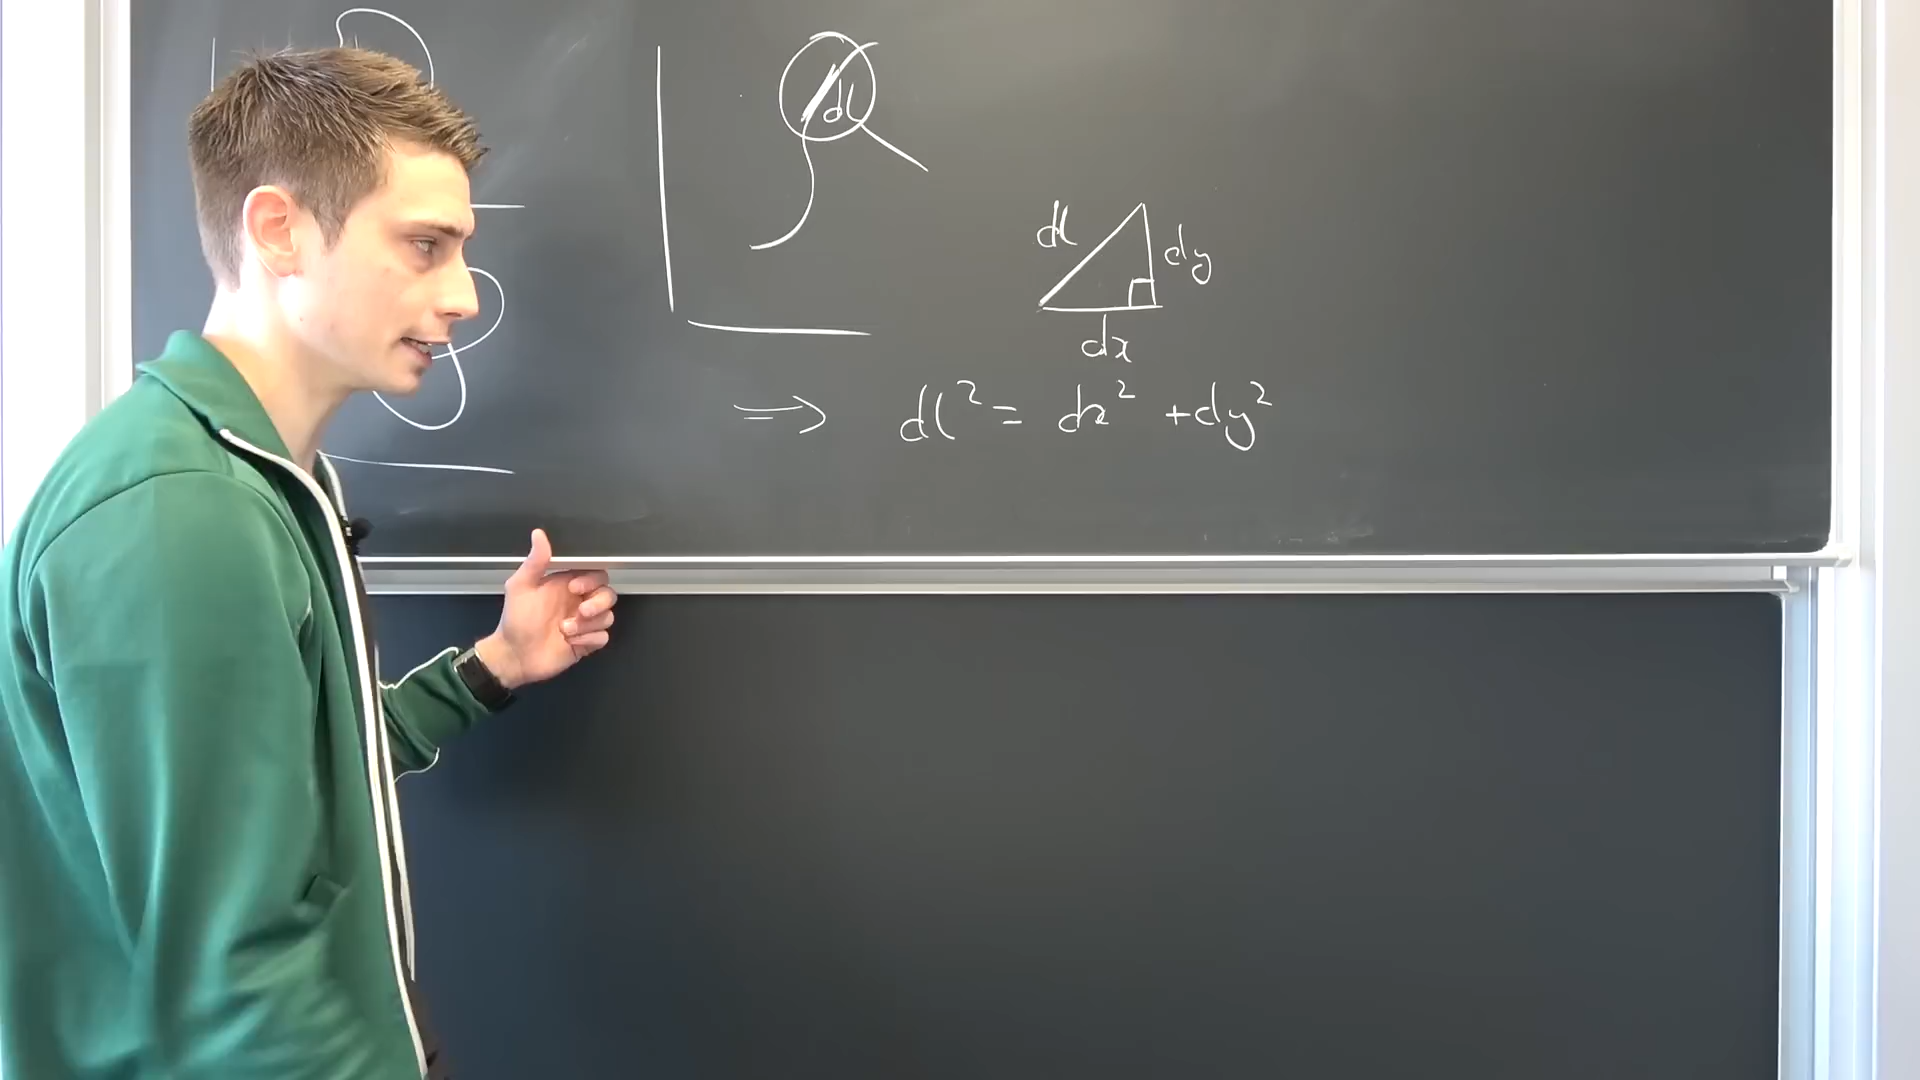 dl
dl
dy
dx
⇒ dl² = dx² + dy²